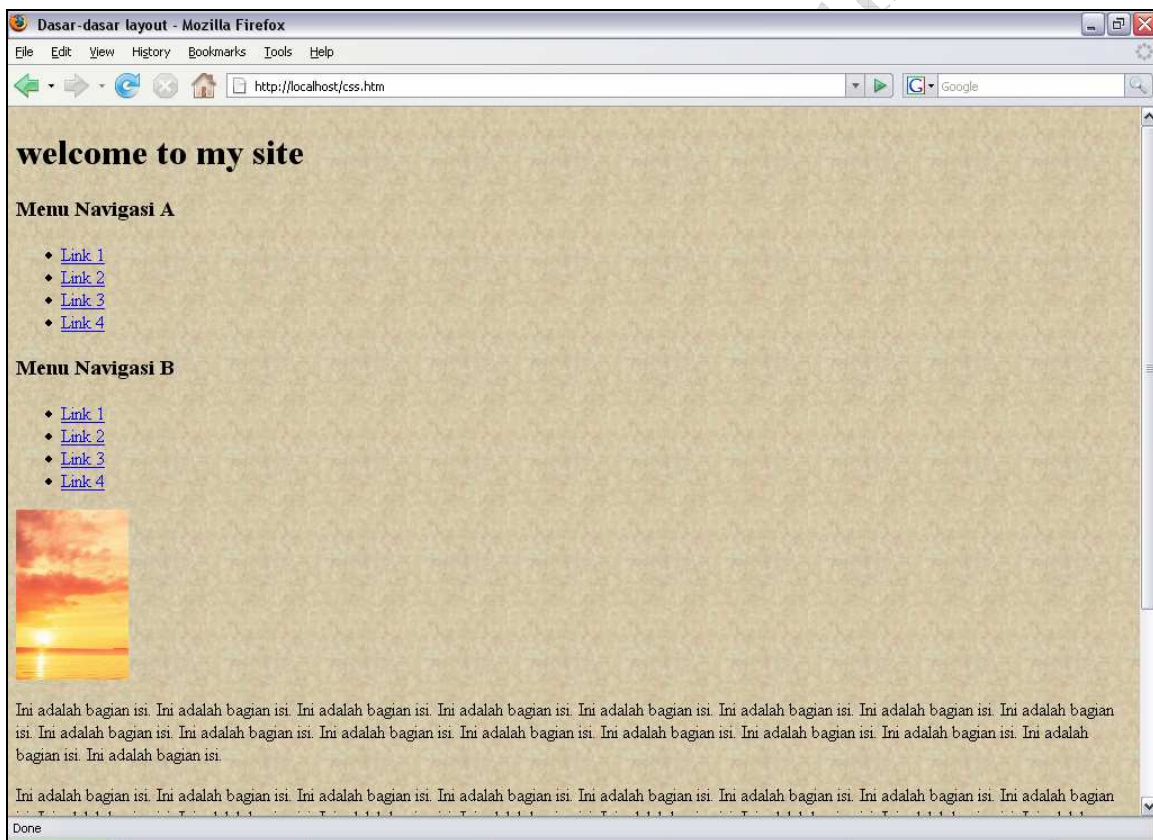 Dasar-dasar layout - Mozilla Firefox
File Edit View History Bookmarks Tools Help
http://localhost/css.htm
G Google
welcome to my site
Menu Navigasi A
Link 1
Link 2
Link 3
Link 4
Menu Navigasi B
Link 1
Link 2
Link 3
Link 4
Ini adalah bagian isi. Ini adalah bagian isi. Ini adalah bagian isi. Ini adalah bagian isi. Ini adalah bagian isi. Ini adalah bagian isi. Ini adalah bagian isi. Ini adalah bagian
isi. Ini adalah bagian isi. Ini adalah bagian isi. Ini adalah bagian isi. Ini adalah bagian isi. Ini adalah bagian isi. Ini adalah bagian isi. Ini adalah bagian isi. Ini adalah
bagian isi. Ini adalah bagian isi.
Ini adalah bagian isi. Ini adalah bagian isi. Ini adalah bagian isi. Ini adalah bagian isi. Ini adalah bagian isi. Ini adalah bagian isi. Ini adalah bagian isi. Ini adalah bagian
Done